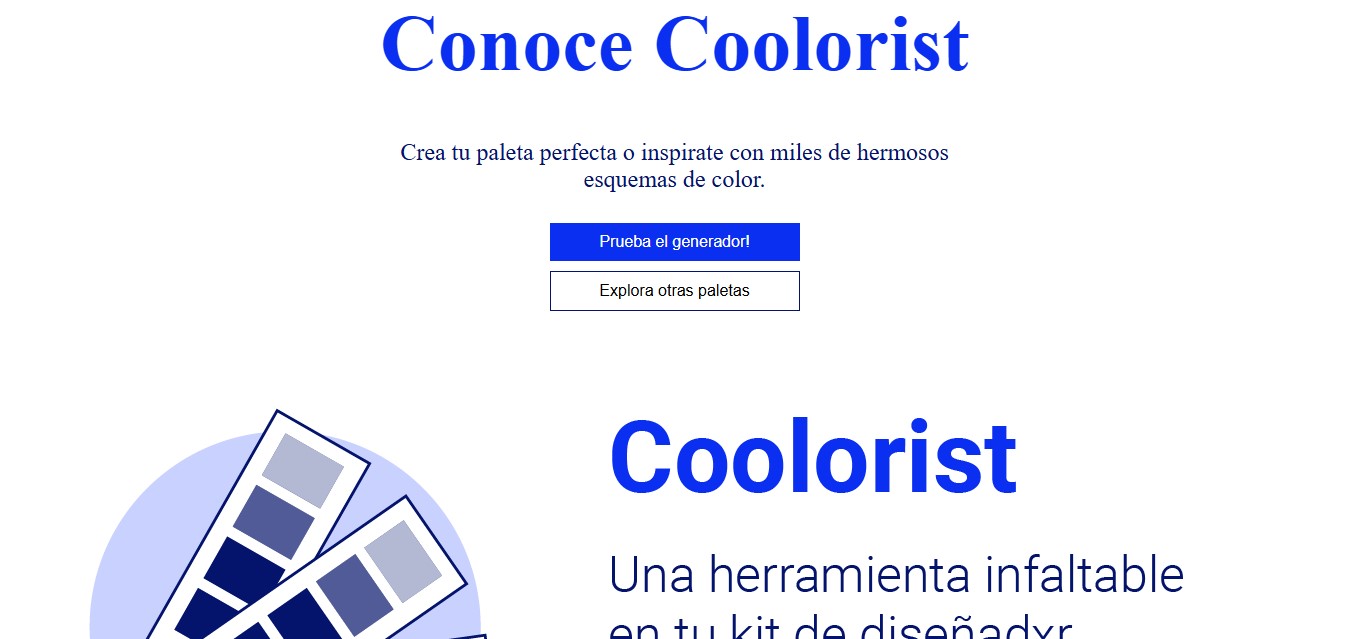 Conoce Coolorist
Crea tu paleta perfecta o inspirate con miles de hermosos
esquemas de color.
Prueba el generador!
Explora otras paletas
Coolorist
Una herramienta infaltable
en tu kit de diseñadxr